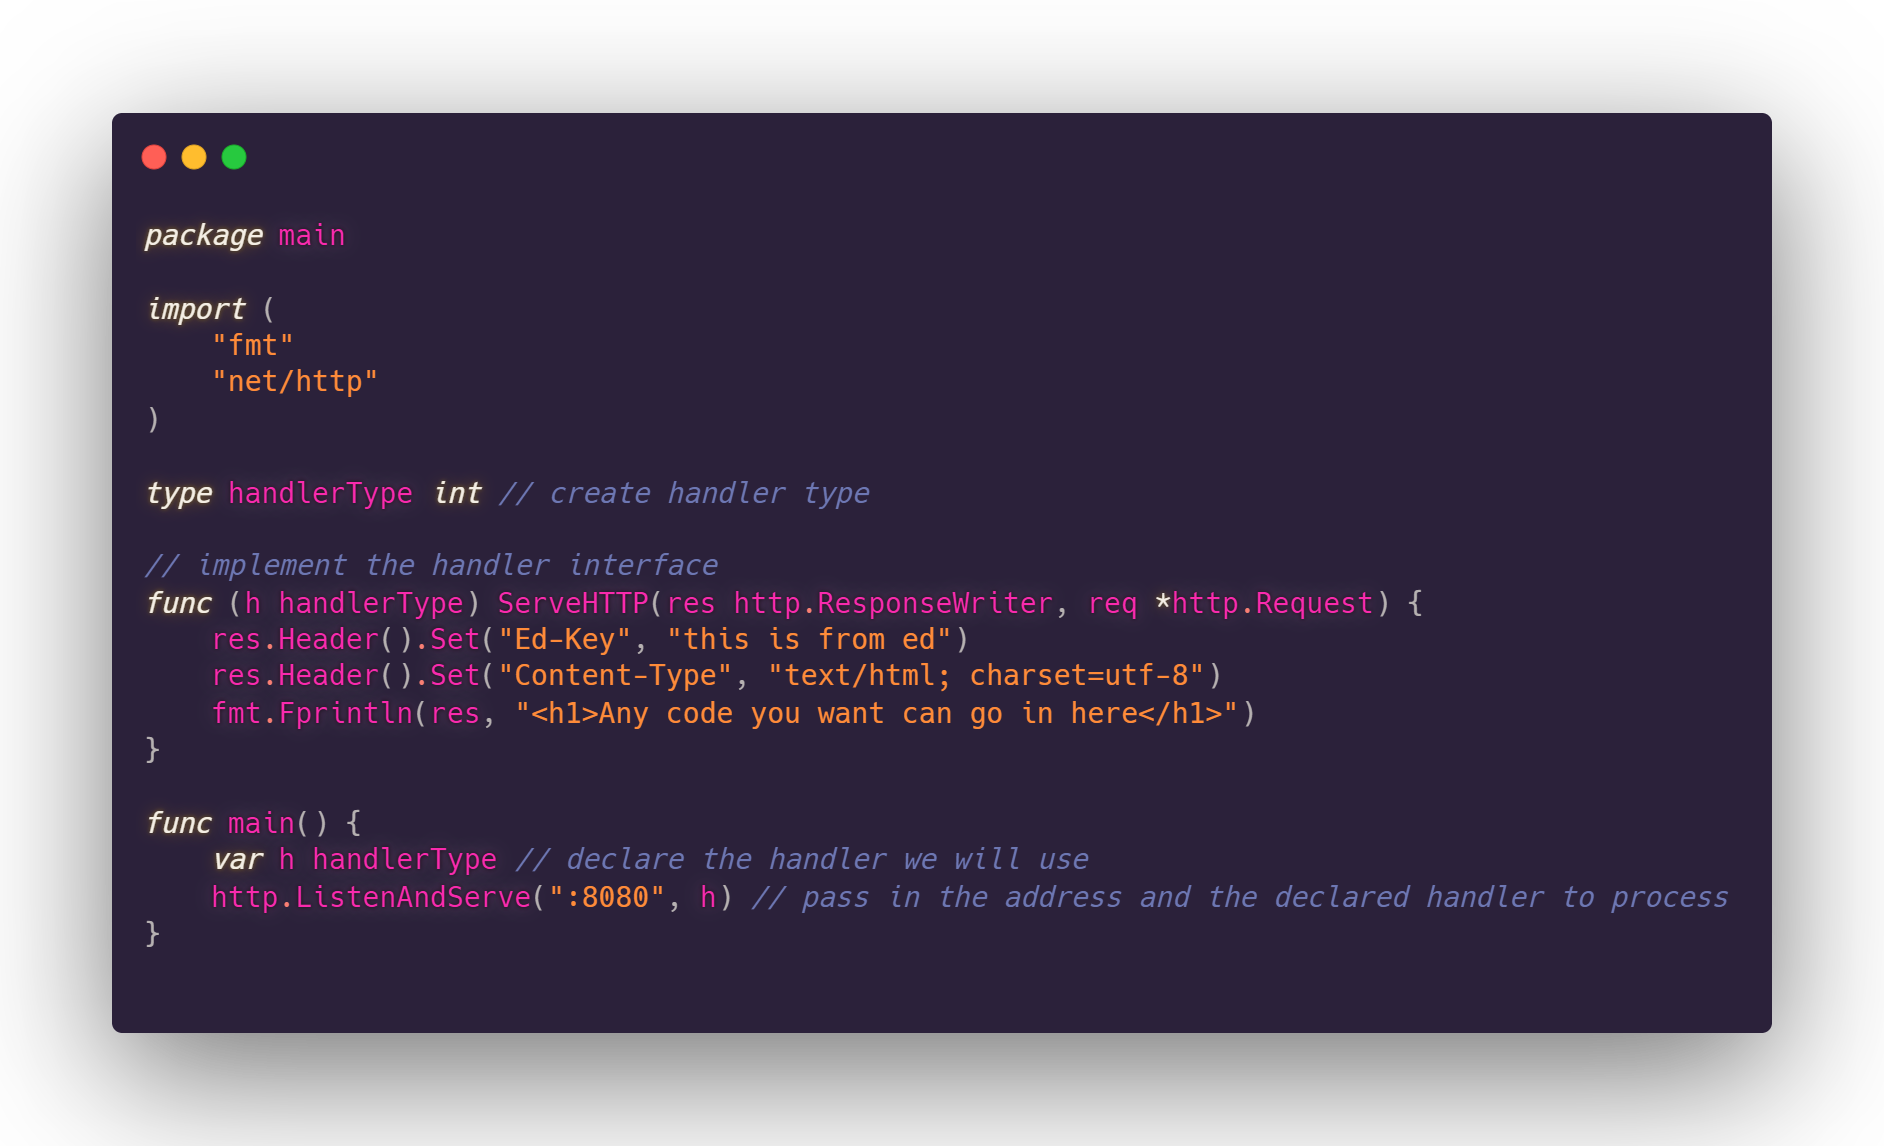 package main

import (
    "fmt"
    "net/http"
)

type handlerType int // create handler type

// implement the handler interface
func (h handlerType) ServeHTTP(res http.ResponseWriter, req *http.Request) {
    res.Header().Set("Ed-Key", "this is from ed")
    res.Header().Set("Content-Type", "text/html; charset=utf-8")
    fmt.Fprintln(res, "<h1>Any code you want can go in here</h1>")
}

func main() {
    var h handlerType // declare the handler we will use
    http.ListenAndServe(":8080", h) // pass in the address and the declared handler to process
}